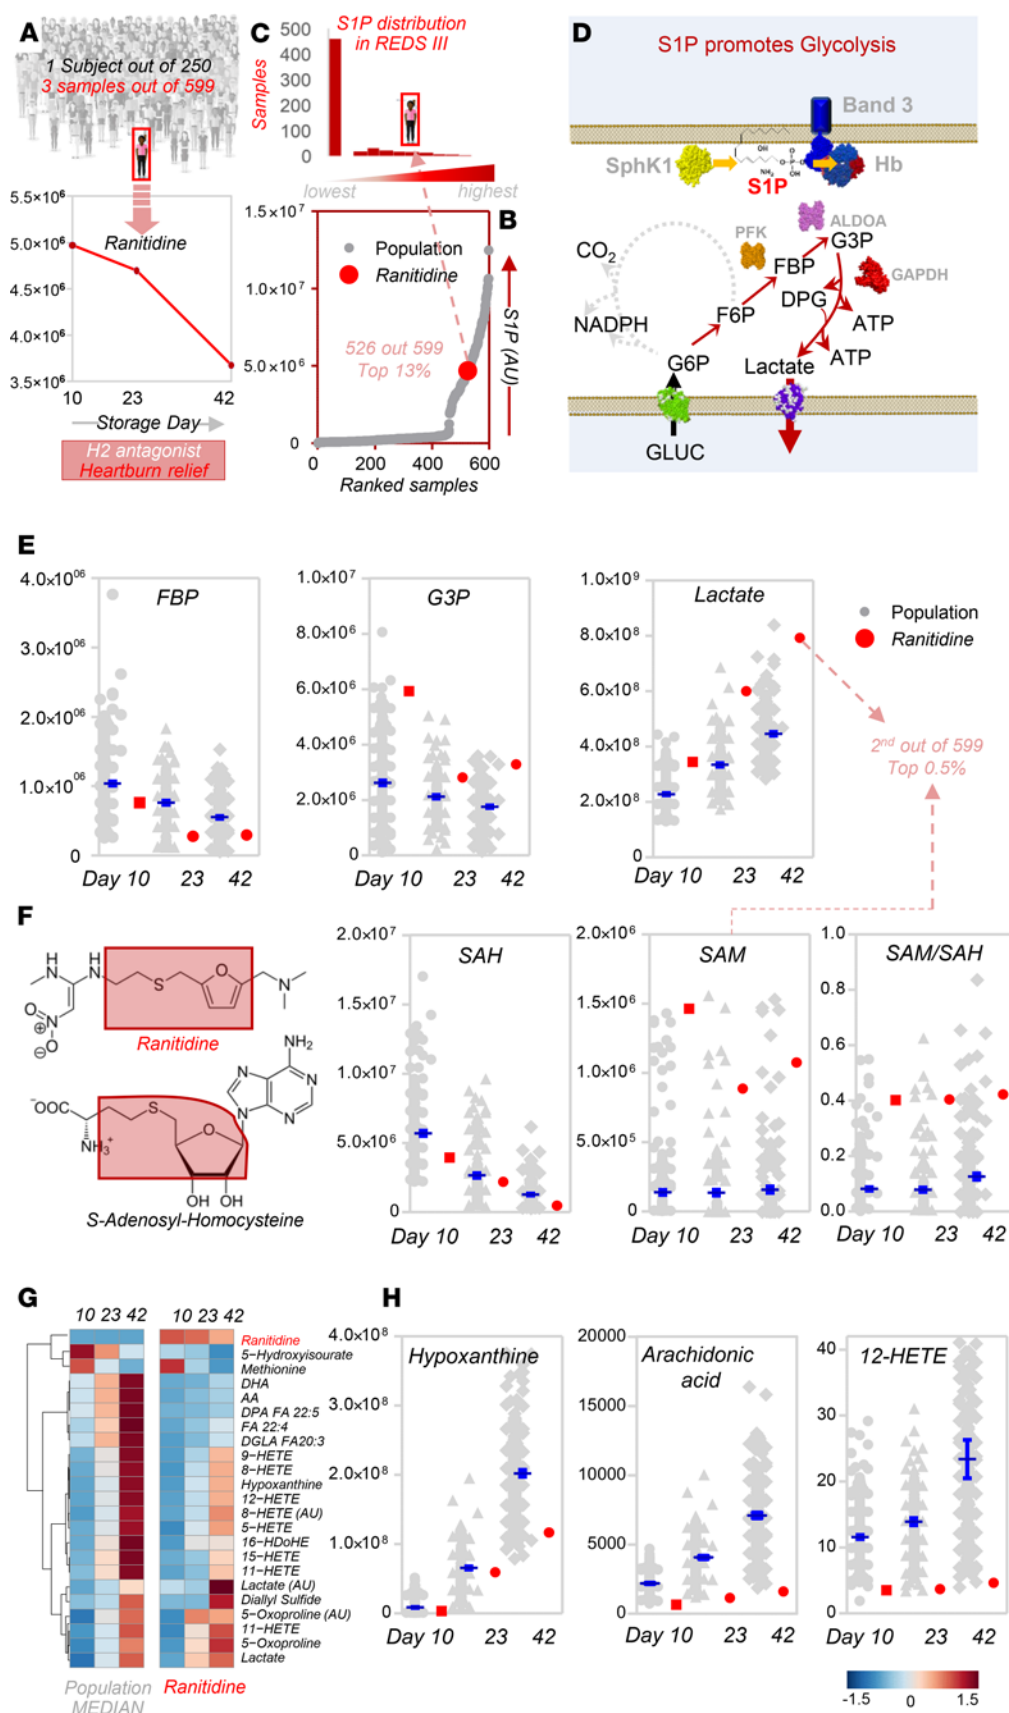 A
1 Subject out of 250
3 samples out of 599
5.5×10⁶
5.0×10⁶
4.5×10⁶
4.0×10⁶
3.5×10⁶
Ranitidine
10 23 42
Storage Day
H2 antagonist
Heartburn relief
C
S1P distribution
in REDS III
Samples
500
400
300
200
100
0
lowest highest
B
1.5×10⁷
1.0×10⁷
5.0×10⁶
0
Population
Ranitidine
526 out 599
Top 13%
S1P (AU)
0 200 400 600
Ranked samples
D
S1P promotes Glycolysis
Band 3
SphK1
OH
NH₂
O
P
OH
S1P
Hb
ALDOA
PFK
G3P
CO₂
FBP
GAPDH
DPG
NADPH
F6P
ATP
G6P
Lactate
ATP
GLUC
E
FBP
4.0×10⁰⁶
3.0×10⁰⁶
2.0×10⁰⁶
1.0×10⁰⁶
0
Day 10 23 42
G3P
1.0×10⁷
8.0×10⁶
6.0×10⁶
4.0×10⁶
2.0×10⁶
0
Day 10 23 42
Lactate
1.0×10⁹
8.0×10⁸
6.0×10⁸
4.0×10⁸
2.0×10⁸
0
Day 10 23 42
Population
Ranitidine
2nd out of 599
Top 0.5%
F
H
N
H
N
S
O
N
N
⊕
O
O
⊖
Ranitidine
NH₂
N
N
N
N
⁻OOC
S
O
NH₃⁺
OH OH
S-Adenosyl-Homocysteine
SAH
2.0×10⁷
1.5×10⁷
1.0×10⁷
5.0×10⁶
0
Day 10 23 42
SAM
2.0×10⁶
1.5×10⁶
1.0×10⁶
5.0×10⁵
0
Day 10 23 42
SAM/SAH
1.0
0.8
0.6
0.4
0.2
0.0
Day 10 23 42
G
10 23 42 10 23 42
Ranitidine
5-Hydroxyisourate
Methionine
DHA
AA
DPA FA 22:5
FA 22:4
DGLA FA20:3
9-HETE
8-HETE
Hypoxanthine
12-HETE
8-HETE (AU)
5-HETE
16-HDoHE
15-HETE
11-HETE
Lactate (AU)
Diallyl Sulfide
5-Oxoproline (AU)
11-HETE
5-Oxoproline
Lactate
Population
MEDIAN
Ranitidine
H
Hypoxanthine
4.0×10⁸
3.0×10⁸
2.0×10⁸
1.0×10⁸
0
Day 10 23 42
Arachidonic
acid
20000
15000
10000
5000
0
Day 10 23 42
12-HETE
40
30
20
10
0
Day 10 23 42
-1.5 0 1.5